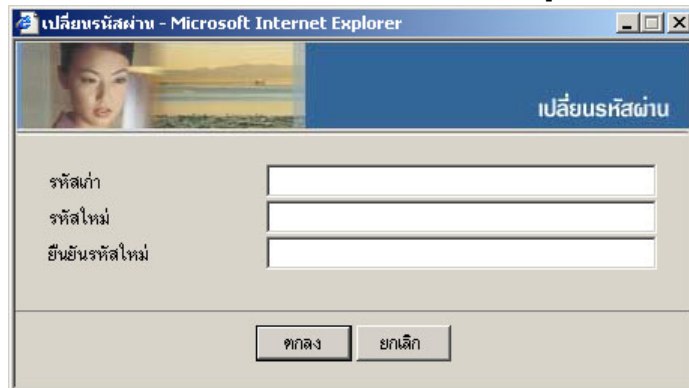 เปลี่ยนรหัสผ่าน - Microsoft Internet Explorer
เปลี่ยนรหัสผ่าน
รหัสเก่า
รหัสใหม่
ยืนยันรหัสใหม่
ตกลง ยกเลิก